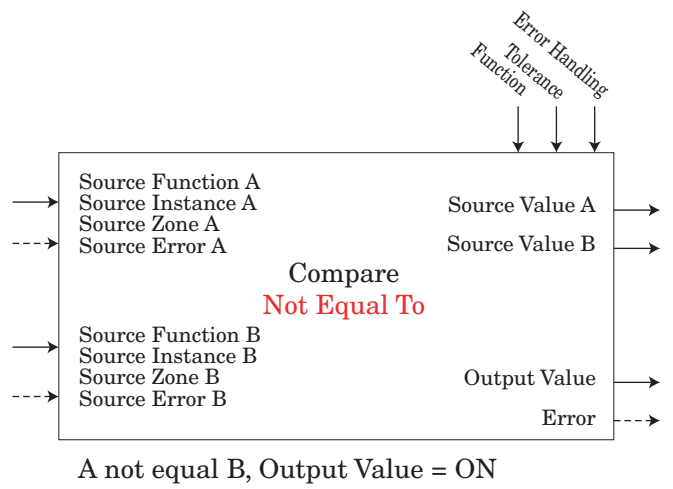 Error Handling
Tolerance
Function
Source Function A
Source Instance A
Source Zone A
Source Error A
Source Value A
Source Value B
Compare
Not Equal To
Source Function B
Source Instance B
Source Zone B
Source Error B
Output Value
Error
A not equal B, Output Value = ON